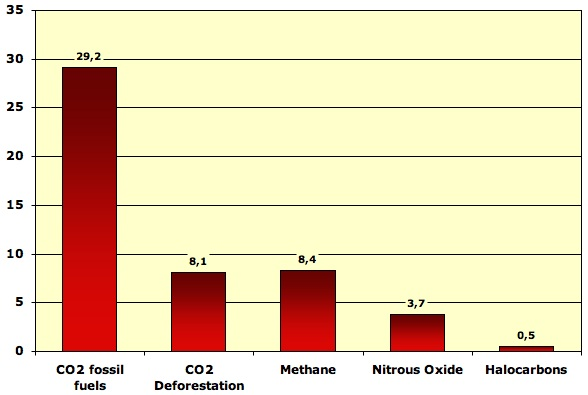 35
30
25
20
15
10
5
0
29,2
8,1
8,4
3,7
0,5
CO2 fossil
fuels
CO2
Deforestation
Methane
Nitrous Oxide
Halocarbons